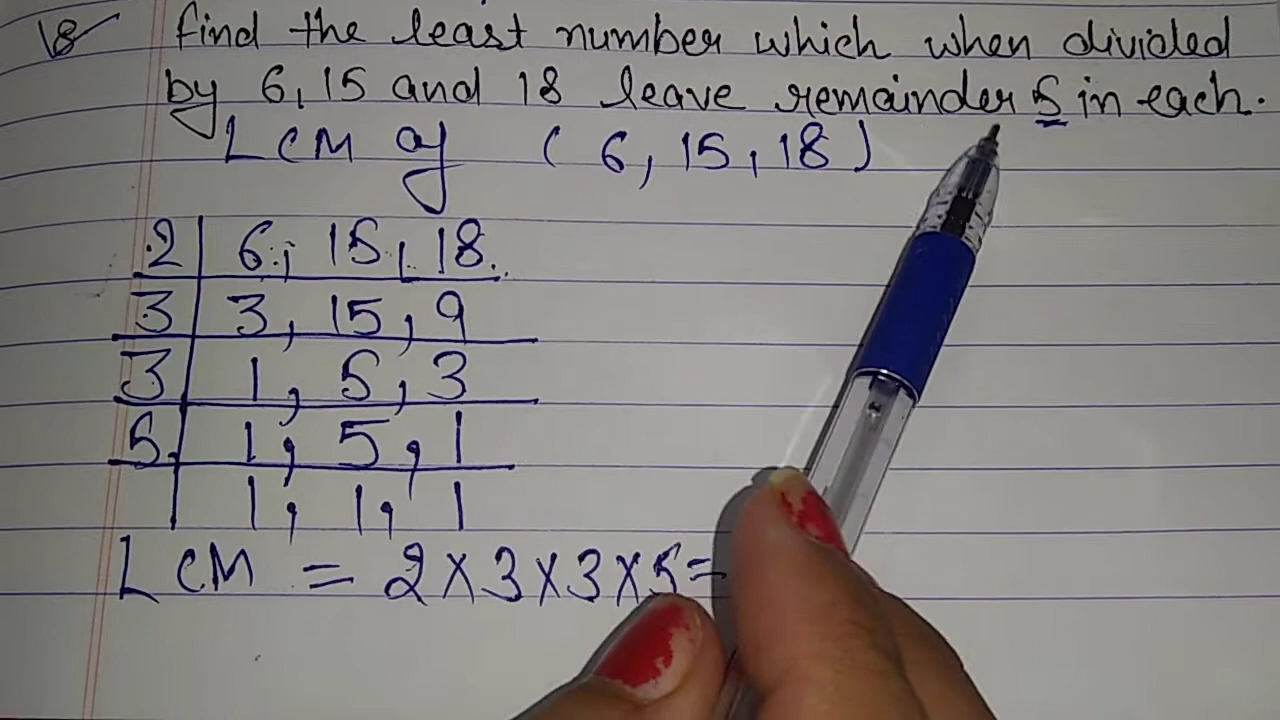 18 find the least number which when divided
by 6, 15 and 18 leave remainder 5 in each.
LCM of ( 6, 15, 18 )
2 | 6, 15, 18
3 | 3, 15, 9
3 | 1, 5, 3
5 | 1, 5, 1
| 1, 1, 1
LCM = 2 × 3 × 3 × 5 =